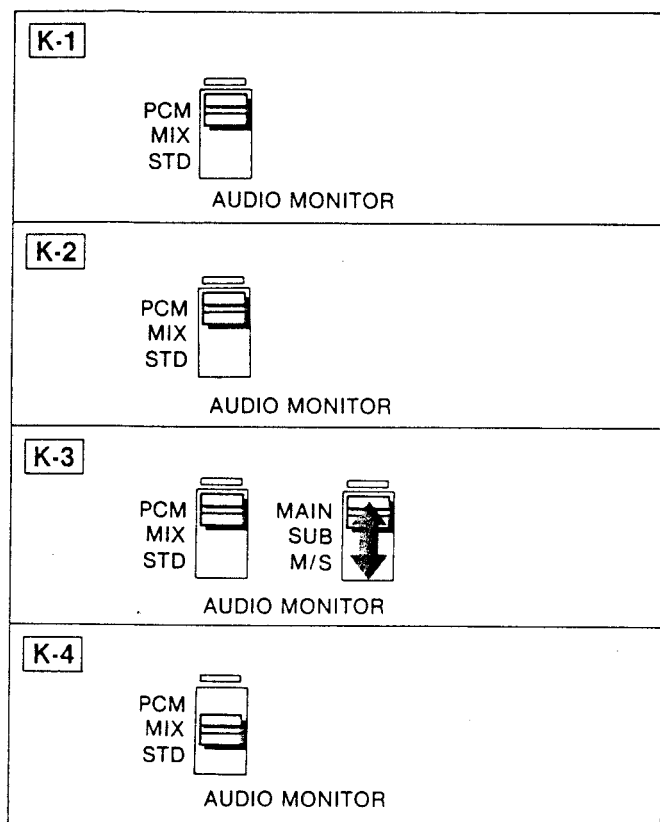 K-1
PCM
MIX
STD
AUDIO MONITOR
K-2
PCM
MIX
STD
AUDIO MONITOR
K-3
PCM MAIN
MIX SUB
STD M/S
AUDIO MONITOR
K-4
PCM
MIX
STD
AUDIO MONITOR